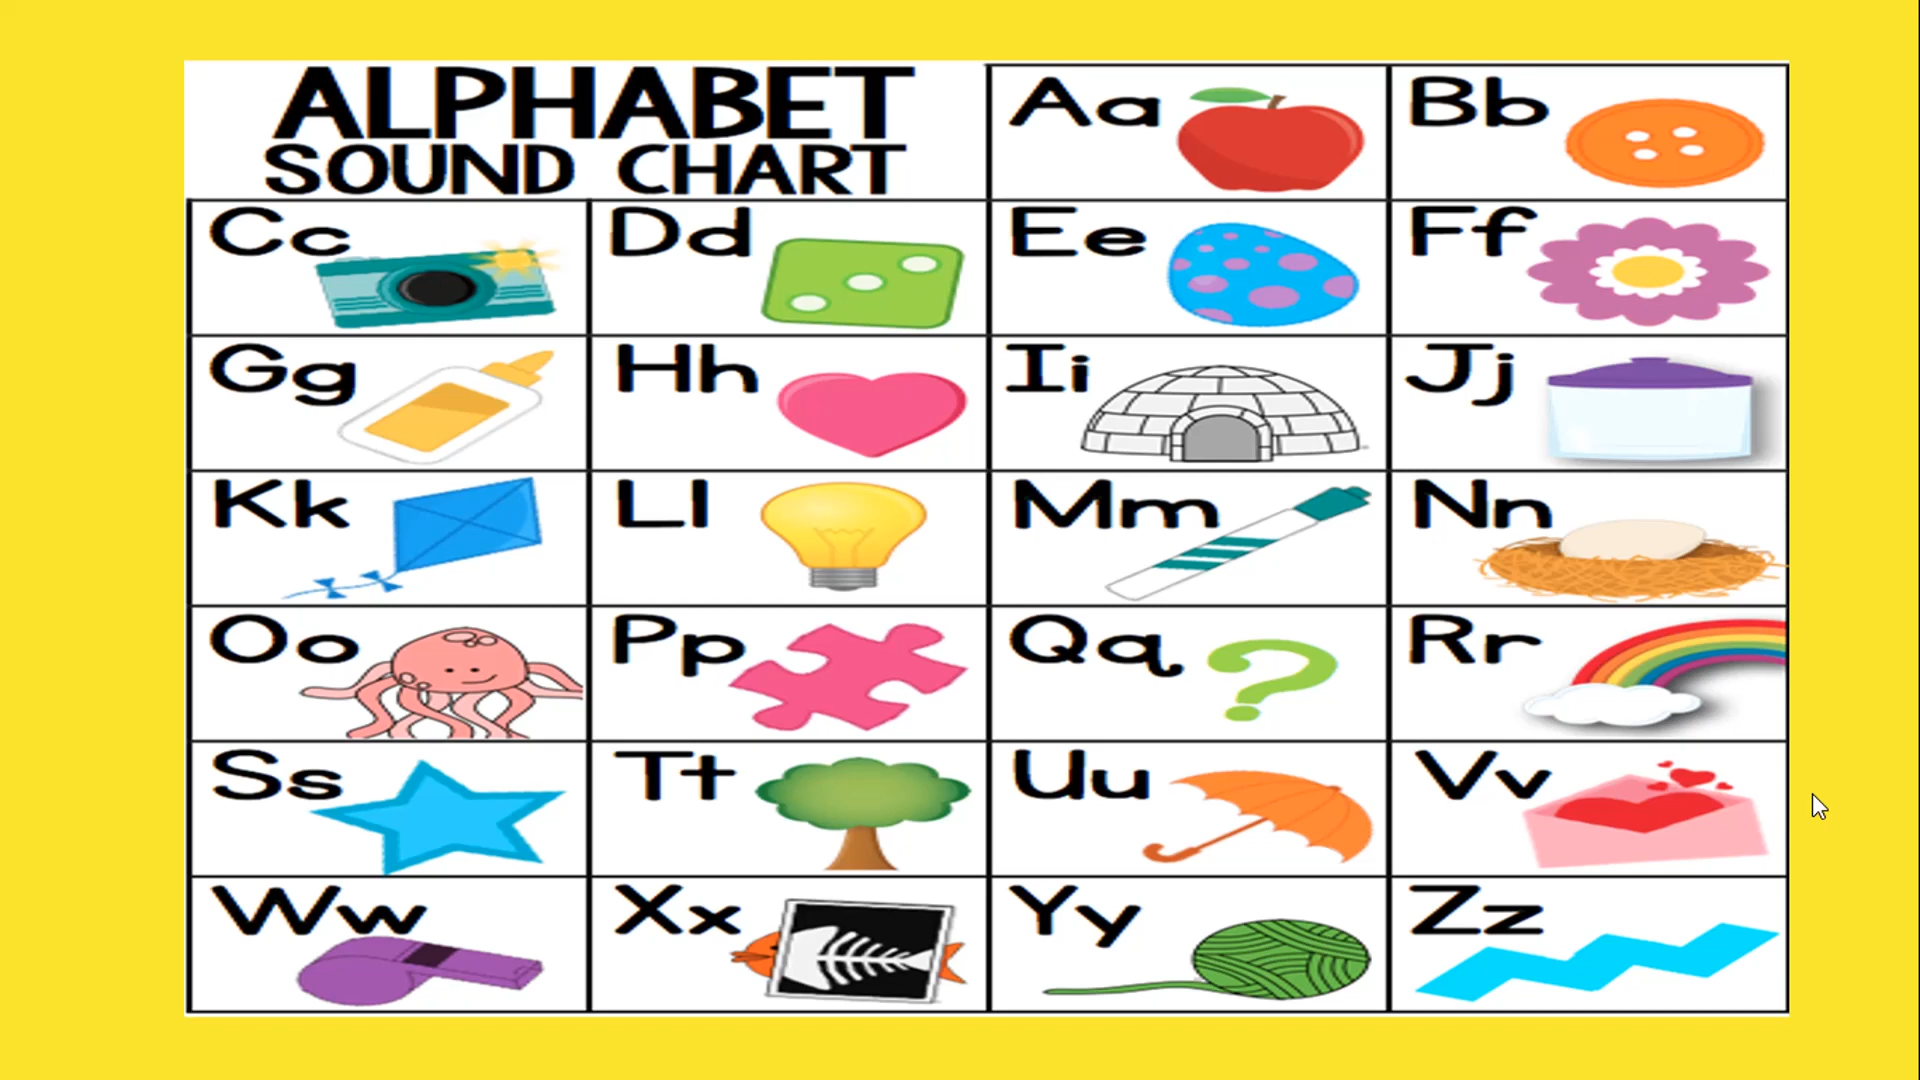 ALPHABET
SOUND CHART
Aa
Bb
Cc
Dd
Ee
Ff
Gg
Hh
Ii
Jj
Kk
Ll
Mm
Nn
Oo
Pp
Qq
Rr
Ss
Tt
Uu
Vv
Ww
Xx
Yy
Zz